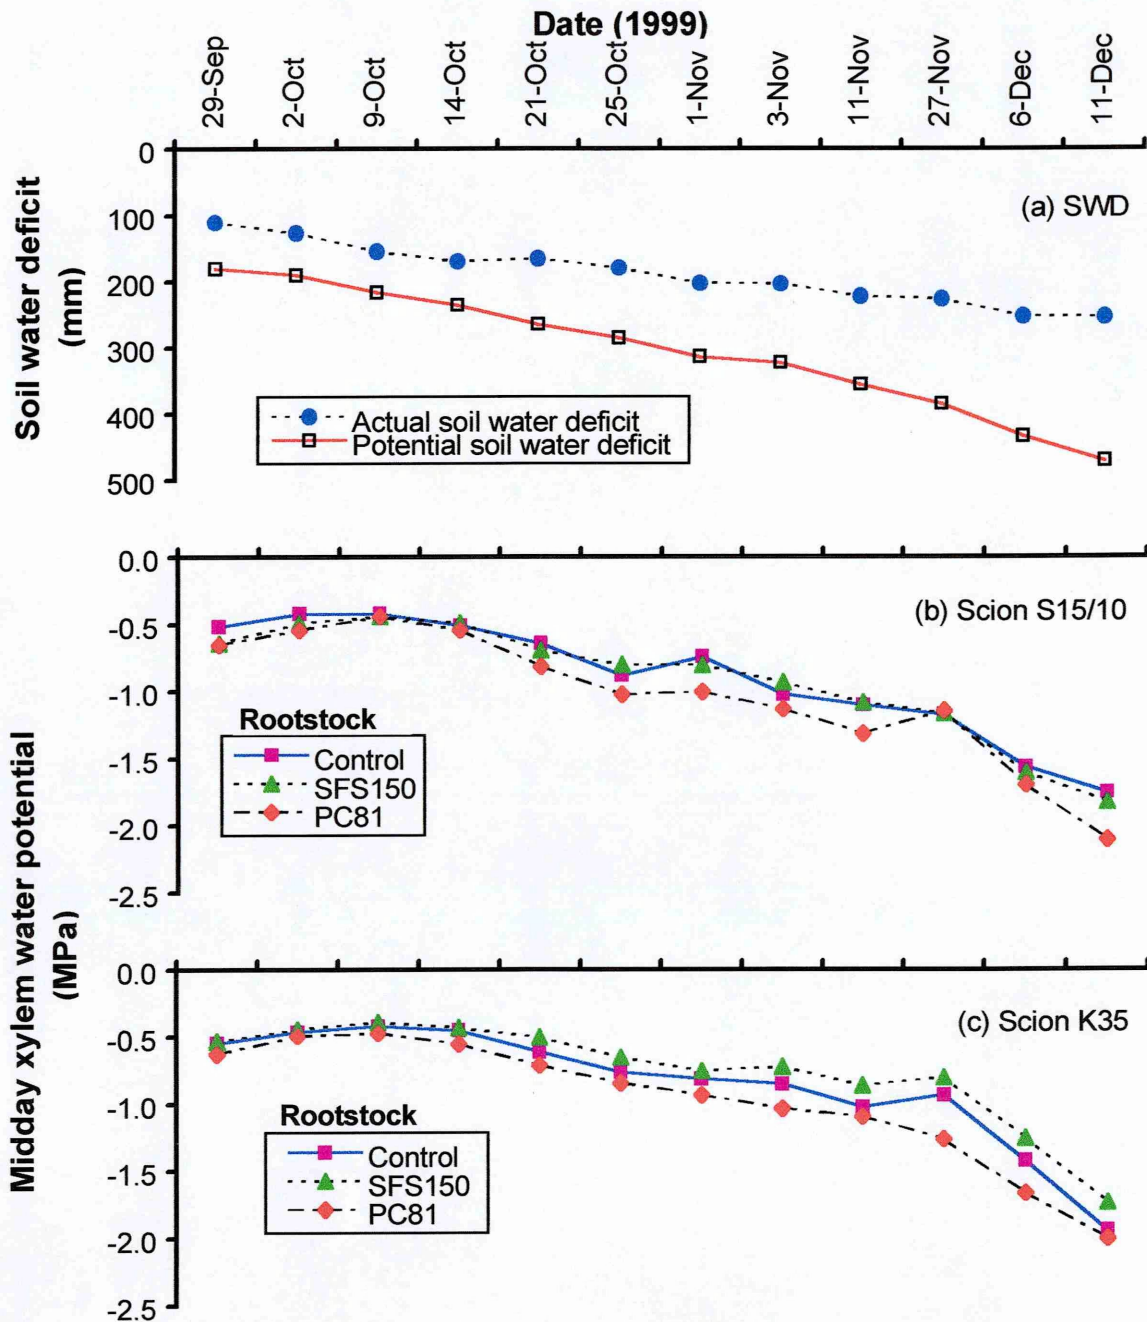 Date (1999)
29-Sep
2-Oct
9-Oct
14-Oct
21-Oct
25-Oct
1-Nov
3-Nov
11-Nov
27-Nov
6-Dec
11-Dec
Soil water deficit
(mm)
0
100
200
300
400
500
(a) SWD
Actual soil water deficit
Potential soil water deficit
Midday xylem water potential
(MPa)
0.0
-0.5
-1.0
-1.5
-2.0
-2.5
(b) Scion S15/10
Rootstock
Control
SFS150
PC81
0.0
-0.5
-1.0
-1.5
-2.0
-2.5
(c) Scion K35
Rootstock
Control
SFS150
PC81